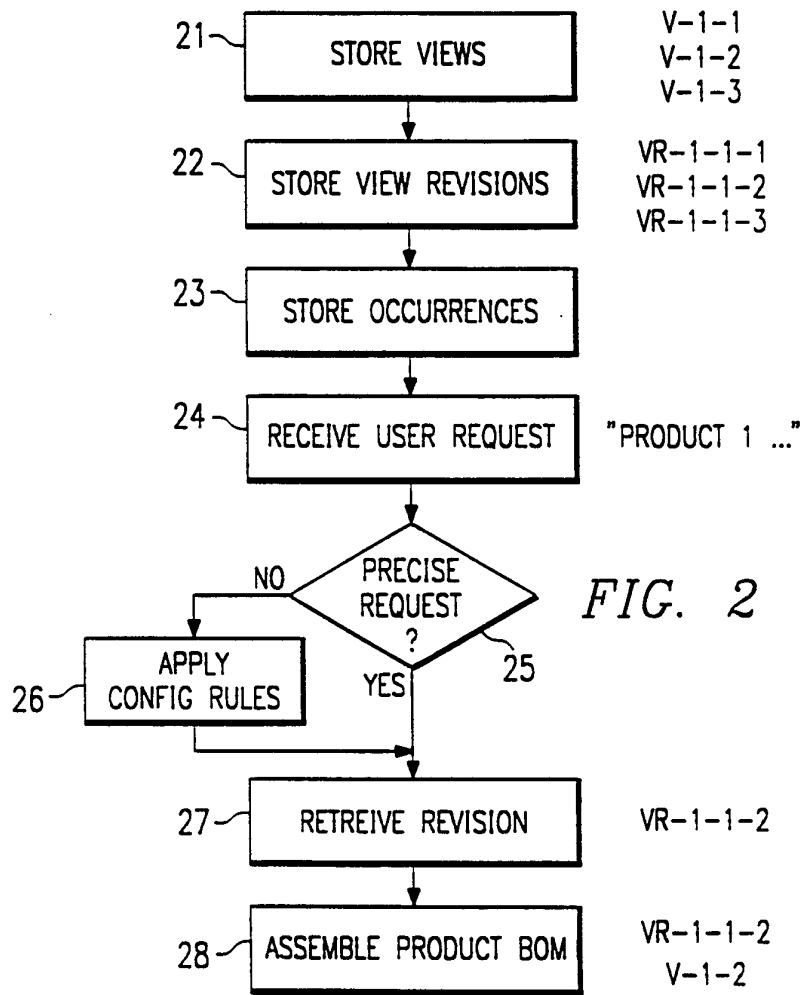 21
STORE VIEWS
V-1-1
V-1-2
V-1-3
22
STORE VIEW REVISIONS
VR-1-1-1
VR-1-1-2
VR-1-1-3
23
STORE OCCURRENCES
24
RECEIVE USER REQUEST
"PRODUCT 1 ..."
NO
PRECISE
REQUEST
?
25
FIG. 2
26
APPLY
CONFIG RULES
YES
27
RETREIVE REVISION
VR-1-1-2
28
ASSEMBLE PRODUCT BOM
VR-1-1-2
V-1-2